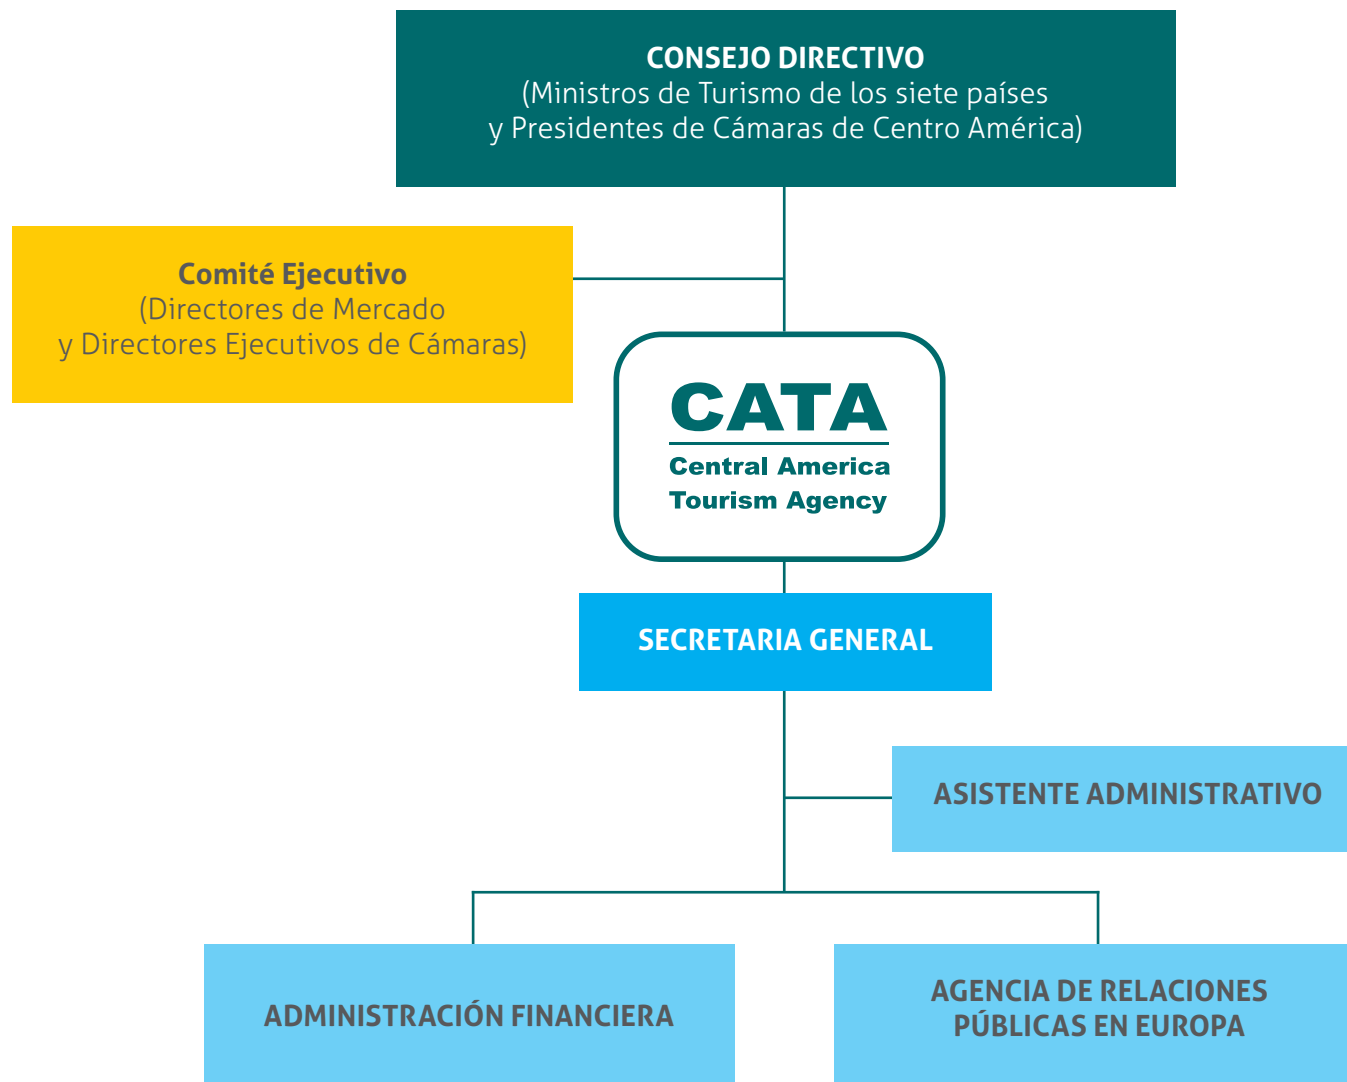 CONSEJO DIRECTIVO
(Ministros de Turismo de los siete países
y Presidentes de Cámaras de Centro América)
Comité Ejecutivo
(Directores de Mercado
y Directores Ejecutivos de Cámaras)
CATA
Central America
Tourism Agency
SECRETARIA GENERAL
ASISTENTE ADMINISTRATIVO
ADMINISTRACIÓN FINANCIERA
AGENCIA DE RELACIONES
PÚBLICAS EN EUROPA